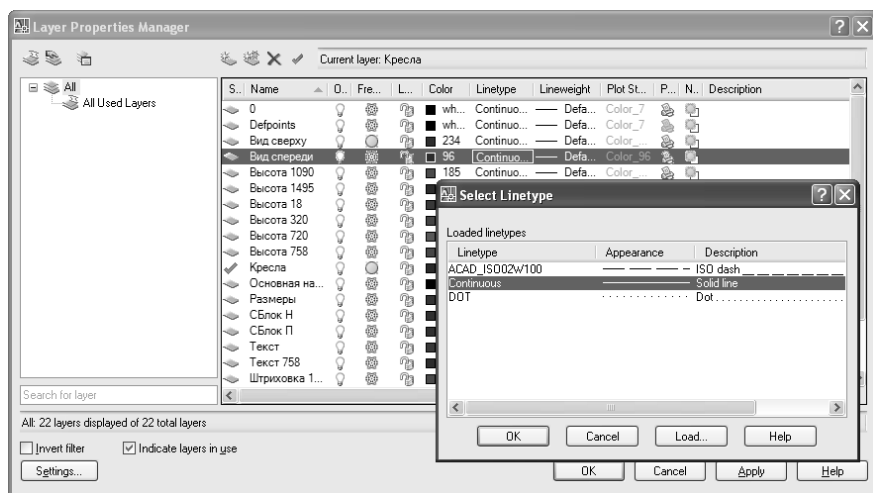 Layer Properties Manager
Current layer: Кресла
All
All Used Layers
S.. Name O.. Fre... L... Color Linetype Lineweight Plot St... P... N.. Description
0 wh... Continuo... Defa... Color_7
Defpoints wh... Continuo... Defa... Color_7
Вид сверху 234 Continuo... Defa... Color_...
Вид спереди 96 Continuo... Defa... Color_96
Высота 1090 185 Continuo... Defa... Color_...
Высота 1495
Высота 18
Высота 320
Высота 720
Высота 758
Кресла
Основная на...
Размеры
СБлок Н
СБлок П
Текст
Текст 758
Штриховка 1...
Select Linetype
Loaded linetypes
Linetype Appearance Description
ACAD_ISO02W100 ISO dash
Continuous Solid line
DOT Dot
OK Cancel Load... Help
Search for layer
All: 22 layers displayed of 22 total layers
Invert filter Indicate layers in use
Settings... OK Cancel Apply Help